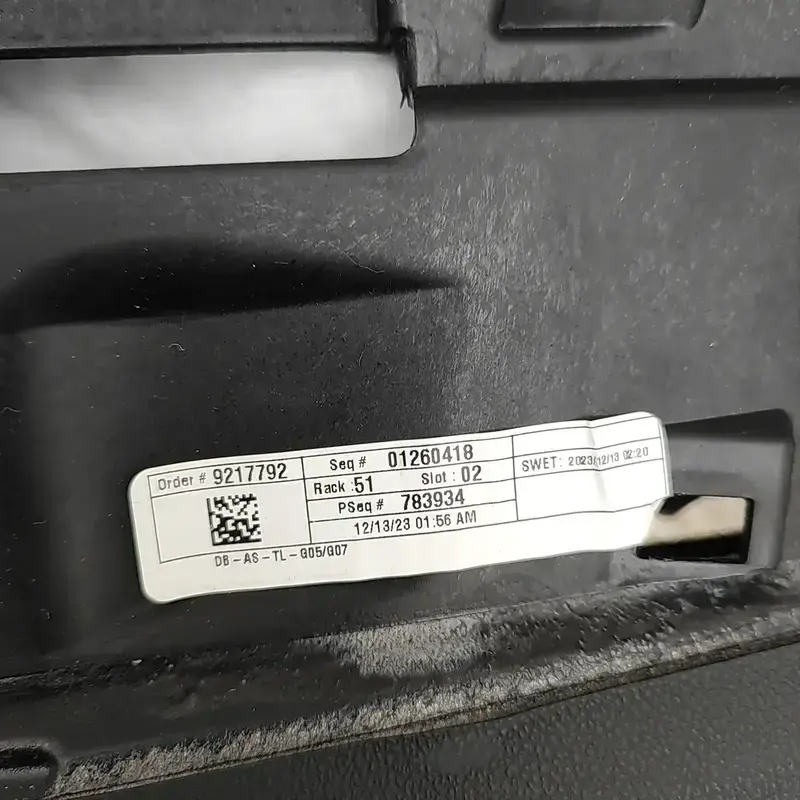 Order # 9217792
Seq # 01260418
Rack :51 Slot :02
PSeq # 783934
12/13/23 01:56 AM
SWET: 2023/12/13 02:20
DB-AS-TL-G05/G07